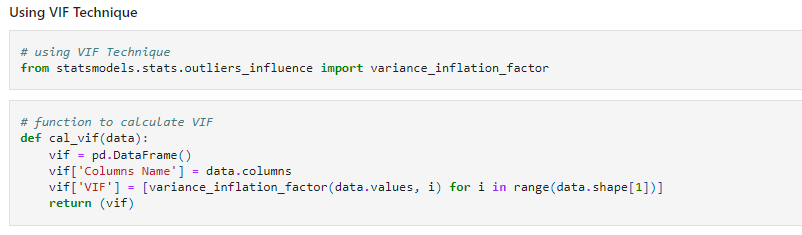 Using VIF Technique
# using VIF Technique
from statsmodels.stats.outliers_influence import variance_inflation_factor
# function to calculate VIF
def cal_vif(data):
    vif = pd.DataFrame()
    vif['Columns Name'] = data.columns
    vif['VIF'] = [variance_inflation_factor(data.values, i) for i in range(data.shape[1])]
    return (vif)